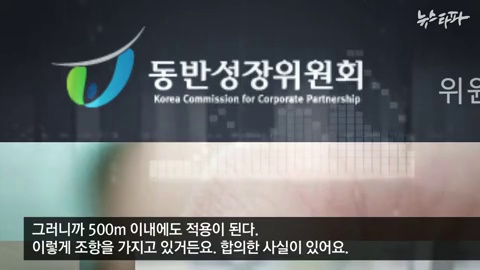 뉴스타파
동반성장위원회
Korea Commission for Corporate Partnership
위원
그러니까 500m 이내에도 적용이 된다.
이렇게 조항을 가지고 있거든요. 합의한 사실이 있어요.